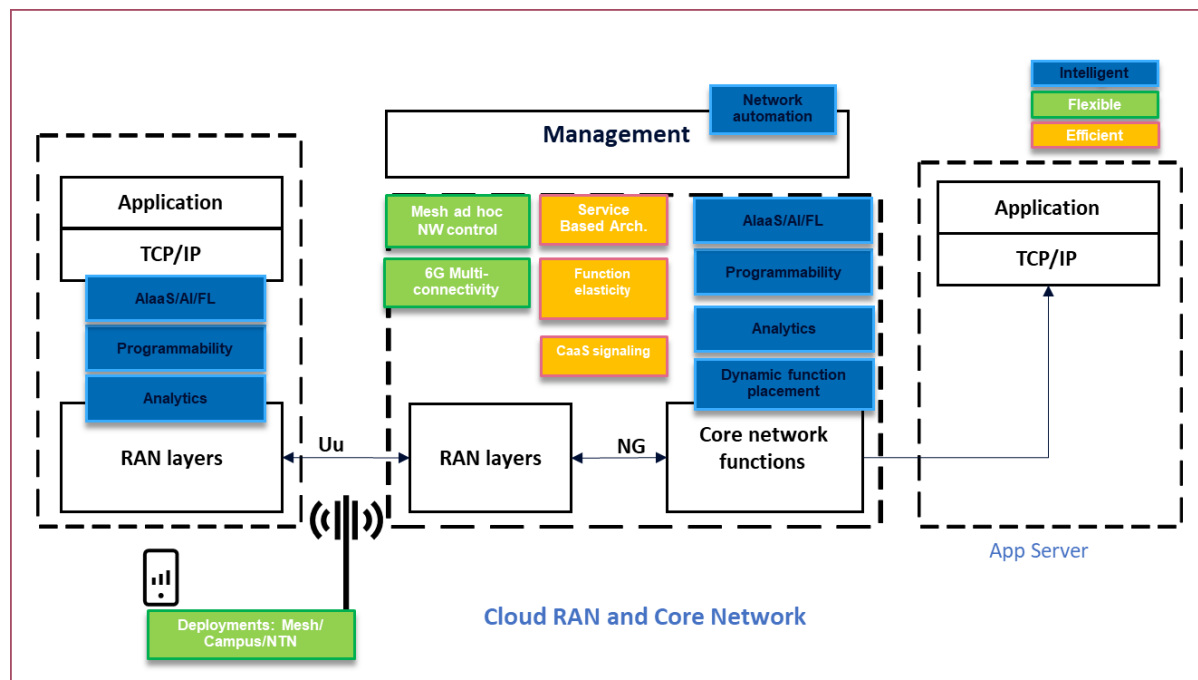 Intelligent
Flexible
Efficient
Network
automation
Management
Application
TCP/IP
AIaaS/AI/FL
Programmability
Analytics
RAN layers
Uu
Mesh ad hoc
NW control
6G Multi-
connectivity
Service
Based Arch.
Function
elasticity
CaaS signaling
AIaaS/AI/FL
Programmability
Analytics
Dynamic function
placement
RAN layers
NG
Core network
functions
Application
TCP/IP
App Server
Deployments: Mesh/
Campus/NTN
Cloud RAN and Core Network